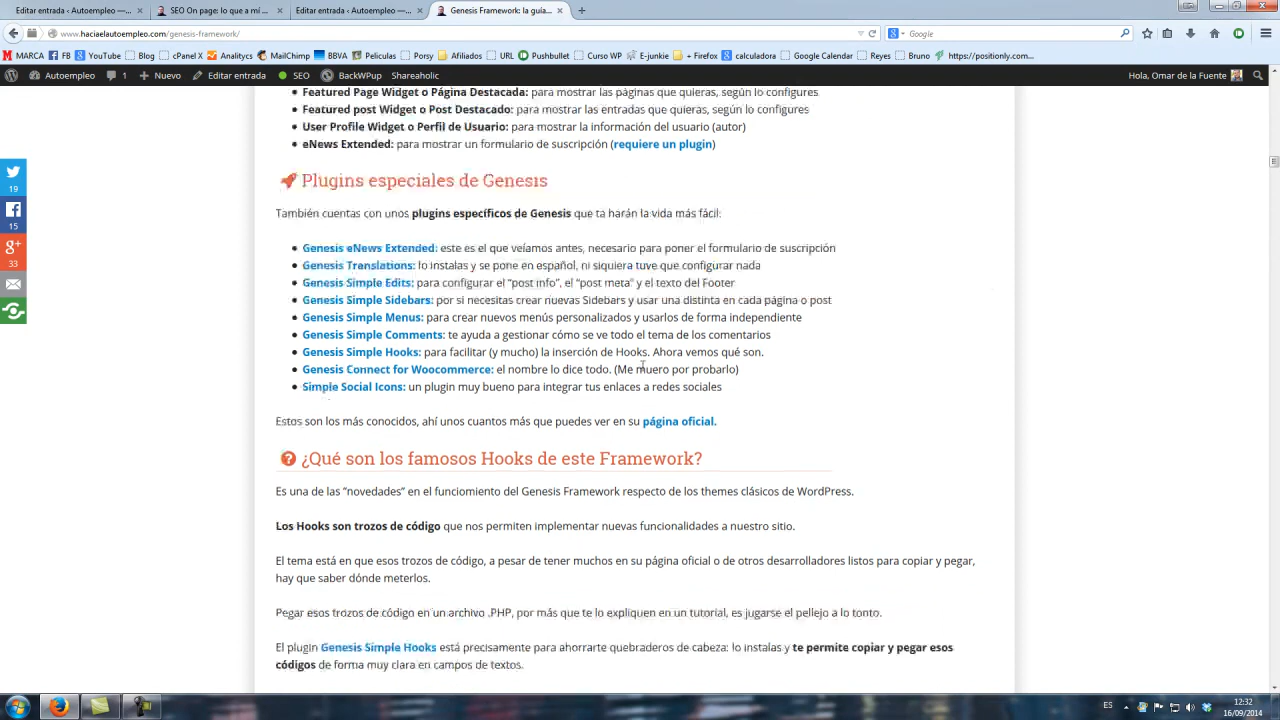 Editar entrada ‹ Autoempleo —...
SEO On page: lo que a mí ...
Editar entrada ‹ Autoempleo —...
Genesis Framework: la guía...
www.haciaelautoempleo.com/genesis-framework/
Google
MARCA FB YouTube Blog cPanel X Analitycs MailChimp BBVA Peliculas Porsy Afiliados URL Pushbullet Curso WP E-junkie + Firefox calculadora Google Calendar Reyes Bruno https://positionly.com...
Autoempleo 1 Nuevo Editar entrada SEO BackWPup Shareaholic Hola, Omar de la Fuente
Featured Page Widget o Página Destacada: para mostrar las páginas que quieras, según lo configures
Featured post Widget o Post Destacado: para mostrar las entradas que quieras, según lo configures
User Profile Widget o Perfil de Usuario: para mostrar la información del usuario (autor)
eNews Extended: para mostrar un formulario de suscripción (requiere un plugin)
19
15
33
Plugins especiales de Genesis
También cuentas con unos plugins específicos de Genesis que ta harán la vida más fácil:
Genesis eNews Extended: este es el que veíamos antes, necesario para poner el formulario de suscripción
Genesis Translations: lo instalas y se pone en español, ni siquiera tuve que configurar nada
Genesis Simple Edits: para configurar el “post info”, el “post meta” y el texto del Footer
Genesis Simple Sidebars: por si necesitas crear nuevas Sidebars y usar una distinta en cada página o post
Genesis Simple Menus: para crear nuevos menús personalizados y usarlos de forma independiente
Genesis Simple Comments: te ayuda a gestionar cómo se ve todo el tema de los comentarios
Genesis Simple Hooks: para facilitar (y mucho) la inserción de Hooks. Ahora vemos qué son.
Genesis Connect for Woocommerce: el nombre lo dice todo. (Me muero por probarlo)
Simple Social Icons: un plugin muy bueno para integrar tus enlaces a redes sociales
Estos son los más conocidos, ahí unos cuantos más que puedes ver en su página oficial.
¿Qué son los famosos Hooks de este Framework?
Es una de las “novedades” en el funciomiento del Genesis Framework respecto de los themes clásicos de WordPress.
Los Hooks son trozos de código que nos permiten implementar nuevas funcionalidades a nuestro sitio.
El tema está en que esos trozos de código, a pesar de tener muchos en su página oficial o de otros desarrolladores listos para copiar y pegar,
hay que saber dónde meterlos.
Pegar esos trozos de código en un archivo .PHP, por más que te lo expliquen en un tutorial, es jugarse el pellejo a lo tonto.
El plugin Genesis Simple Hooks está precisamente para ahorrarte quebraderos de cabeza: lo instalas y te permite copiar y pegar esos
códigos de forma muy clara en campos de textos.
ES
12:32
16/09/2014